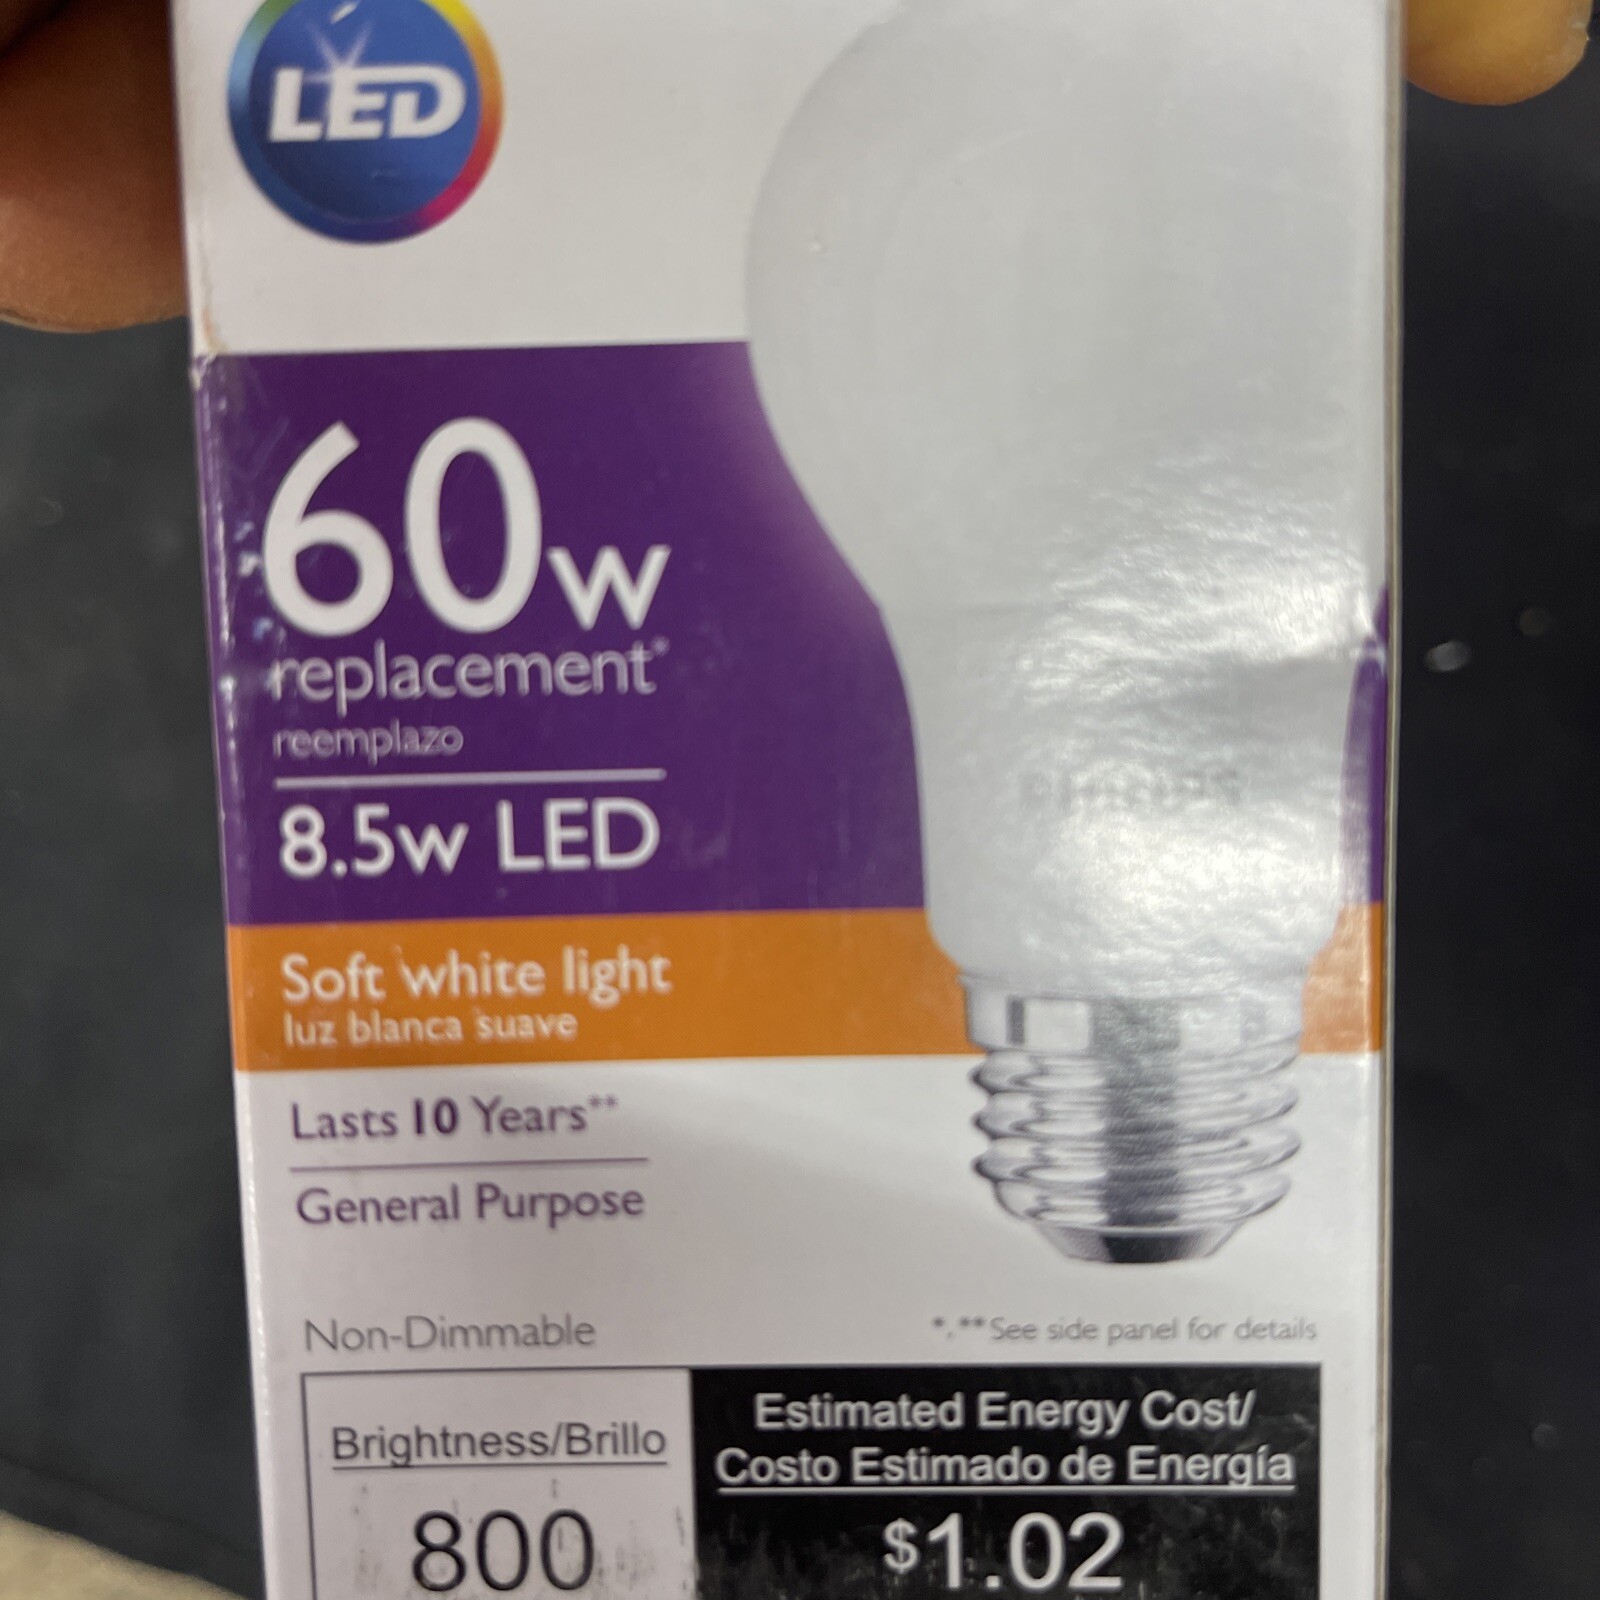 LED
60w
replacement*
reemplazo
8.5w LED
PHILIPS
Soft white light
luz blanca suave
Lasts 10 Years**
General Purpose
Non-Dimmable
*,**See side panel for details
Brightness/Brillo
800
Estimated Energy Cost/
Costo Estimado de Energía
$1.02